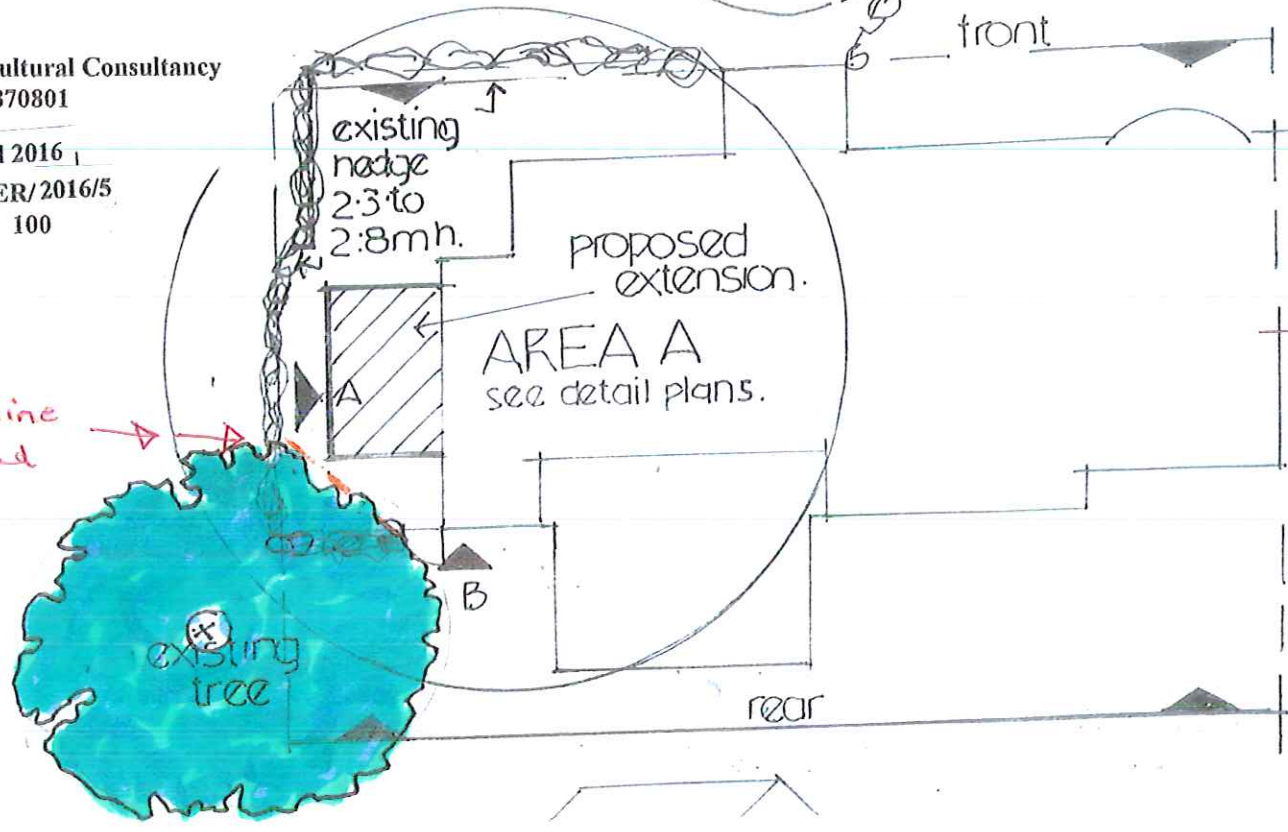 ultural Consultancy
370801
2016
ER/ 2016/5
100
front
existing
hedge
2·3 to
2·8m h.
proposed
extension.
AREA A
see detail plans.
A
ine
d
B
existing
tree
rear